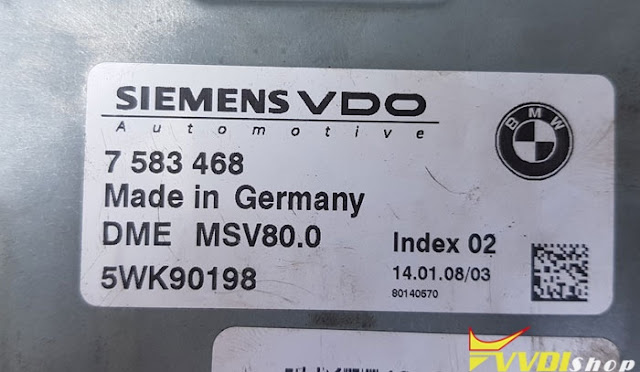 SIEMENS VDO
Automotive
BMW
7 583 468
Made in Germany
DME MSV80.0
Index 02
5WK90198
14.01.08/03
80140570
VVDIShop